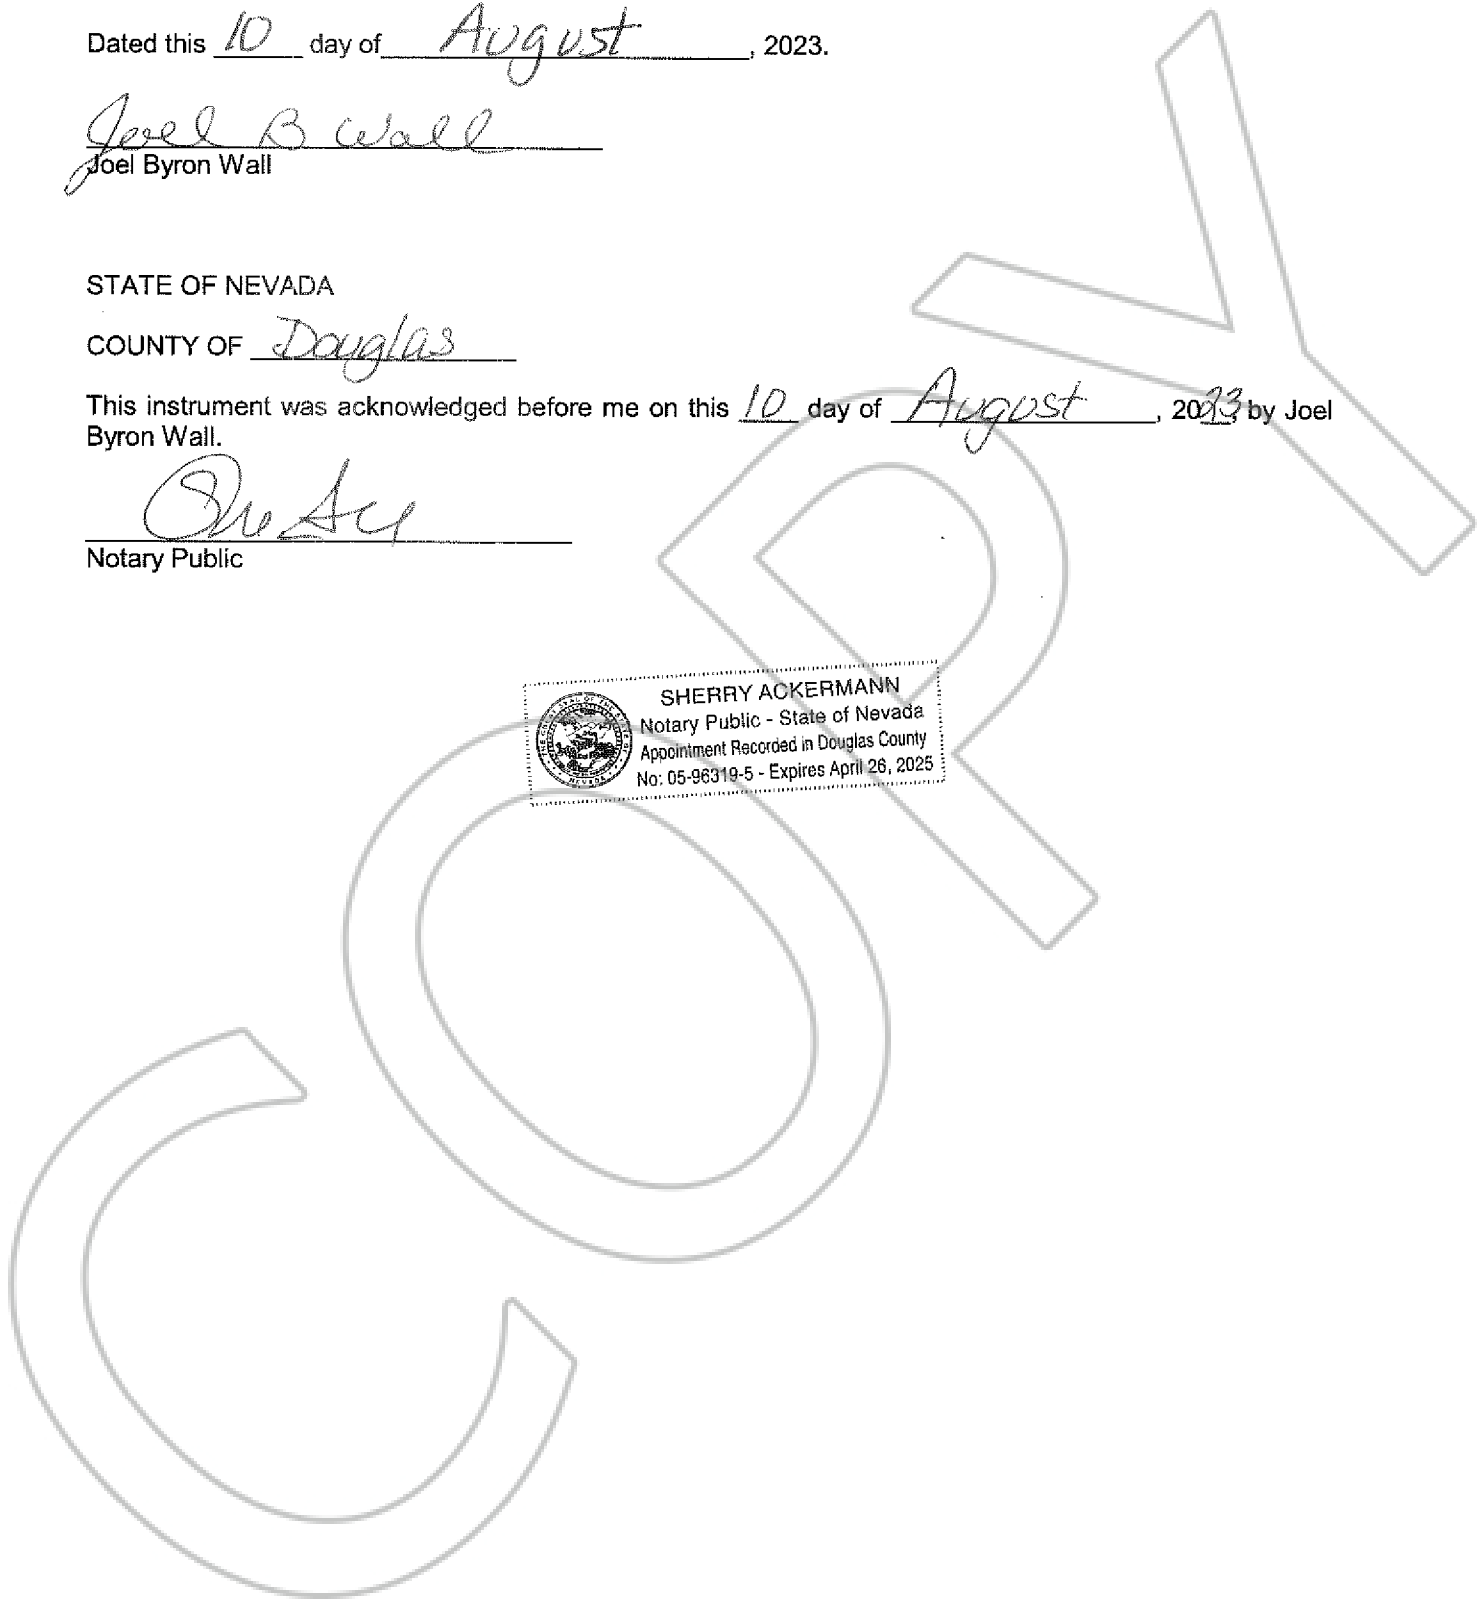 Dated this 10 day of August, 2023.
Joel B Wall
Joel Byron Wall
STATE OF NEVADA
COUNTY OF Douglas
This instrument was acknowledged before me on this 10 day of August, 2023, by Joel
Byron Wall.
Notary Public
SHERRY ACKERMANN
Notary Public - State of Nevada
Appointment Recorded in Douglas County
No: 05-96319-5 - Expires April 26, 2025
COPY